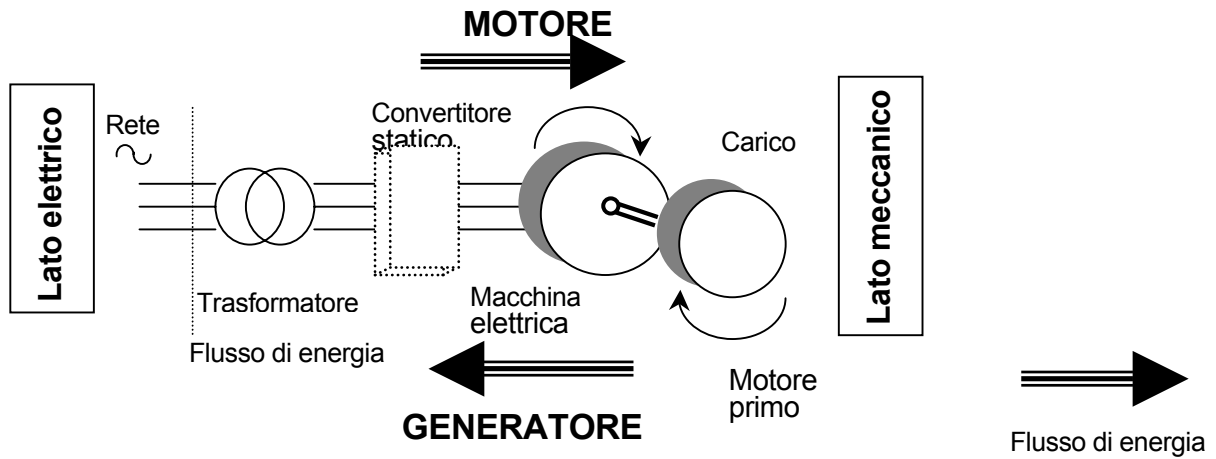 MOTORE
Lato elettrico
Rete
Convertitore
statico
Carico
Lato meccanico
Trasformatore
Macchina
elettrica
Flusso di energia
GENERATORE
Motore
primo
Flusso di energia